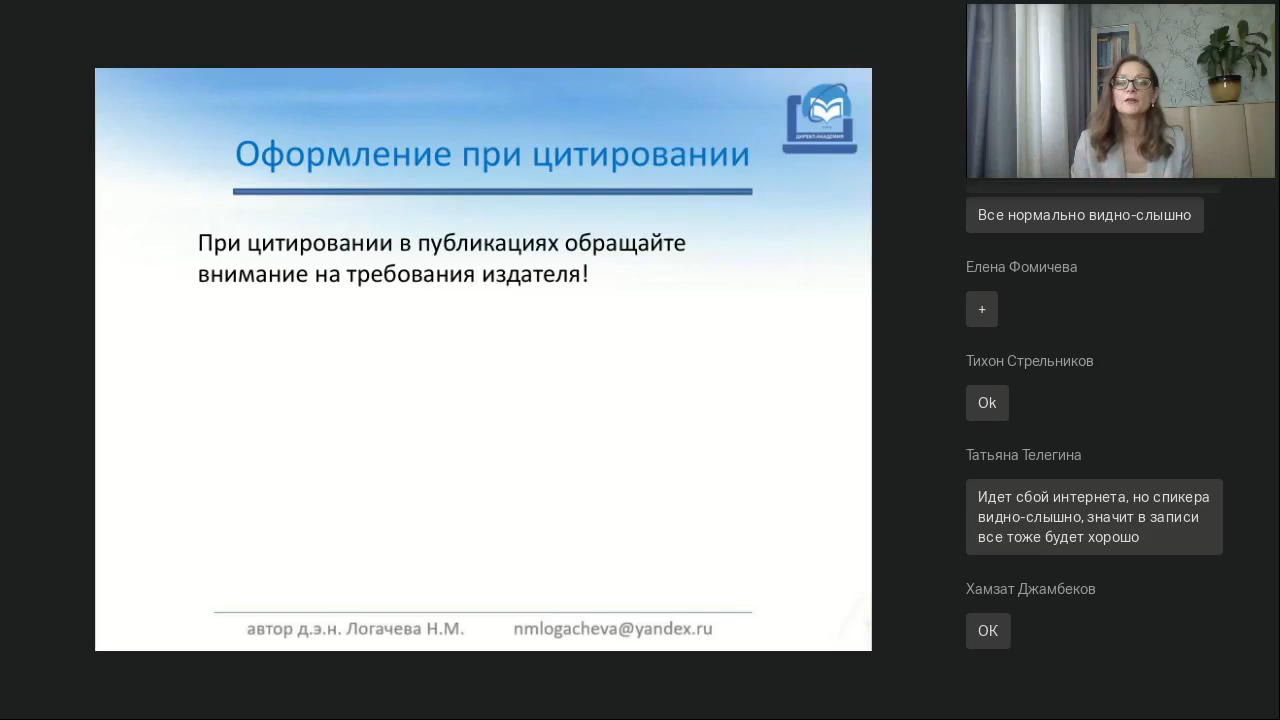 Оформление при цитировании
При цитировании в публикациях обращайте
внимание на требования издателя!
автор д.э.н. Логачева Н.М.
nmlogacheva@yandex.ru
ДИРЕКТ-АКАДЕМИЯ
Все нормально видно-слышно
Елена Фомичева
+
Тихон Стрельников
Ok
Татьяна Телегина
Идет сбой интернета, но спикера
видно-слышно, значит в записи
все тоже будет хорошо
Хамзат Джамбеков
ОК